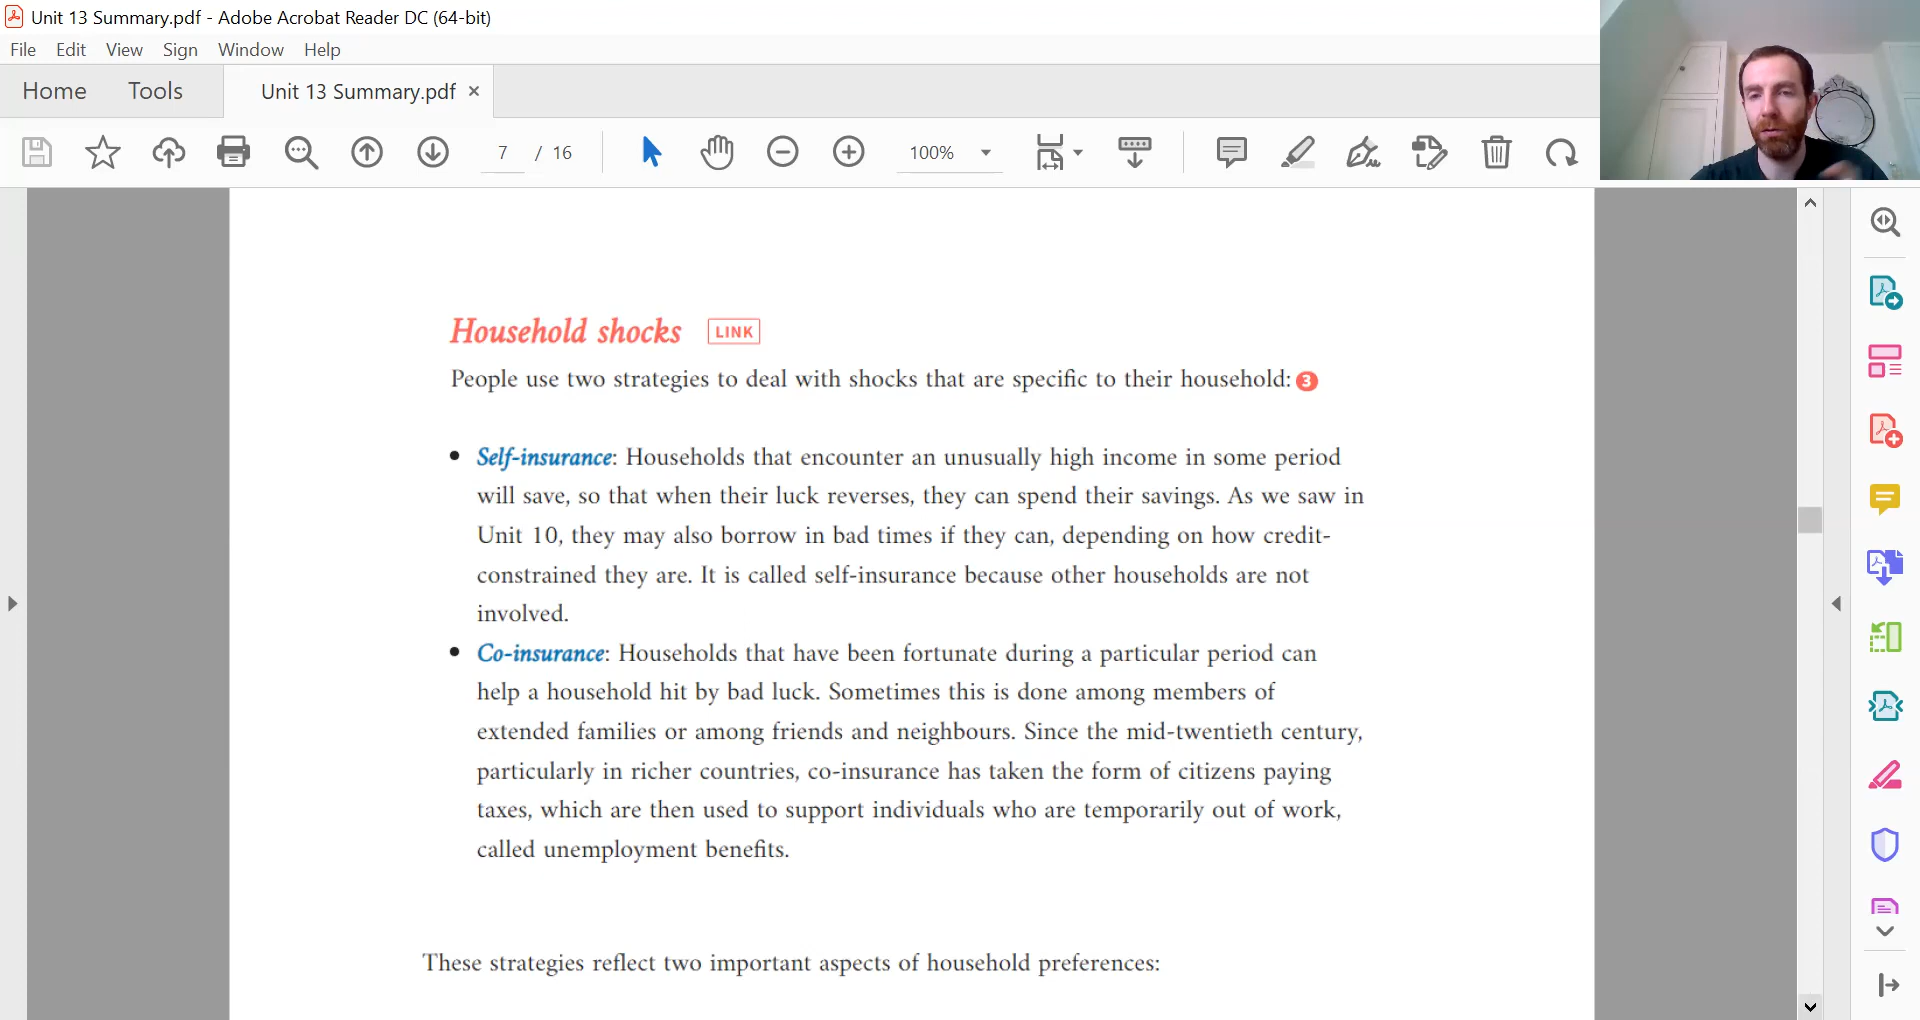 Unit 13 Summary.pdf - Adobe Acrobat Reader DC (64-bit)
File Edit View Sign Window Help
Home Tools Unit 13 Summary.pdf ×
7 / 16 100%
Household shocks LINK
People use two strategies to deal with shocks that are specific to their household: 3
• Self-insurance: Households that encounter an unusually high income in some period
will save, so that when their luck reverses, they can spend their savings. As we saw in
Unit 10, they may also borrow in bad times if they can, depending on how credit-
constrained they are. It is called self-insurance because other households are not
involved.
• Co-insurance: Households that have been fortunate during a particular period can
help a household hit by bad luck. Sometimes this is done among members of
extended families or among friends and neighbours. Since the mid-twentieth century,
particularly in richer countries, co-insurance has taken the form of citizens paying
taxes, which are then used to support individuals who are temporarily out of work,
called unemployment benefits.
These strategies reflect two important aspects of household preferences: